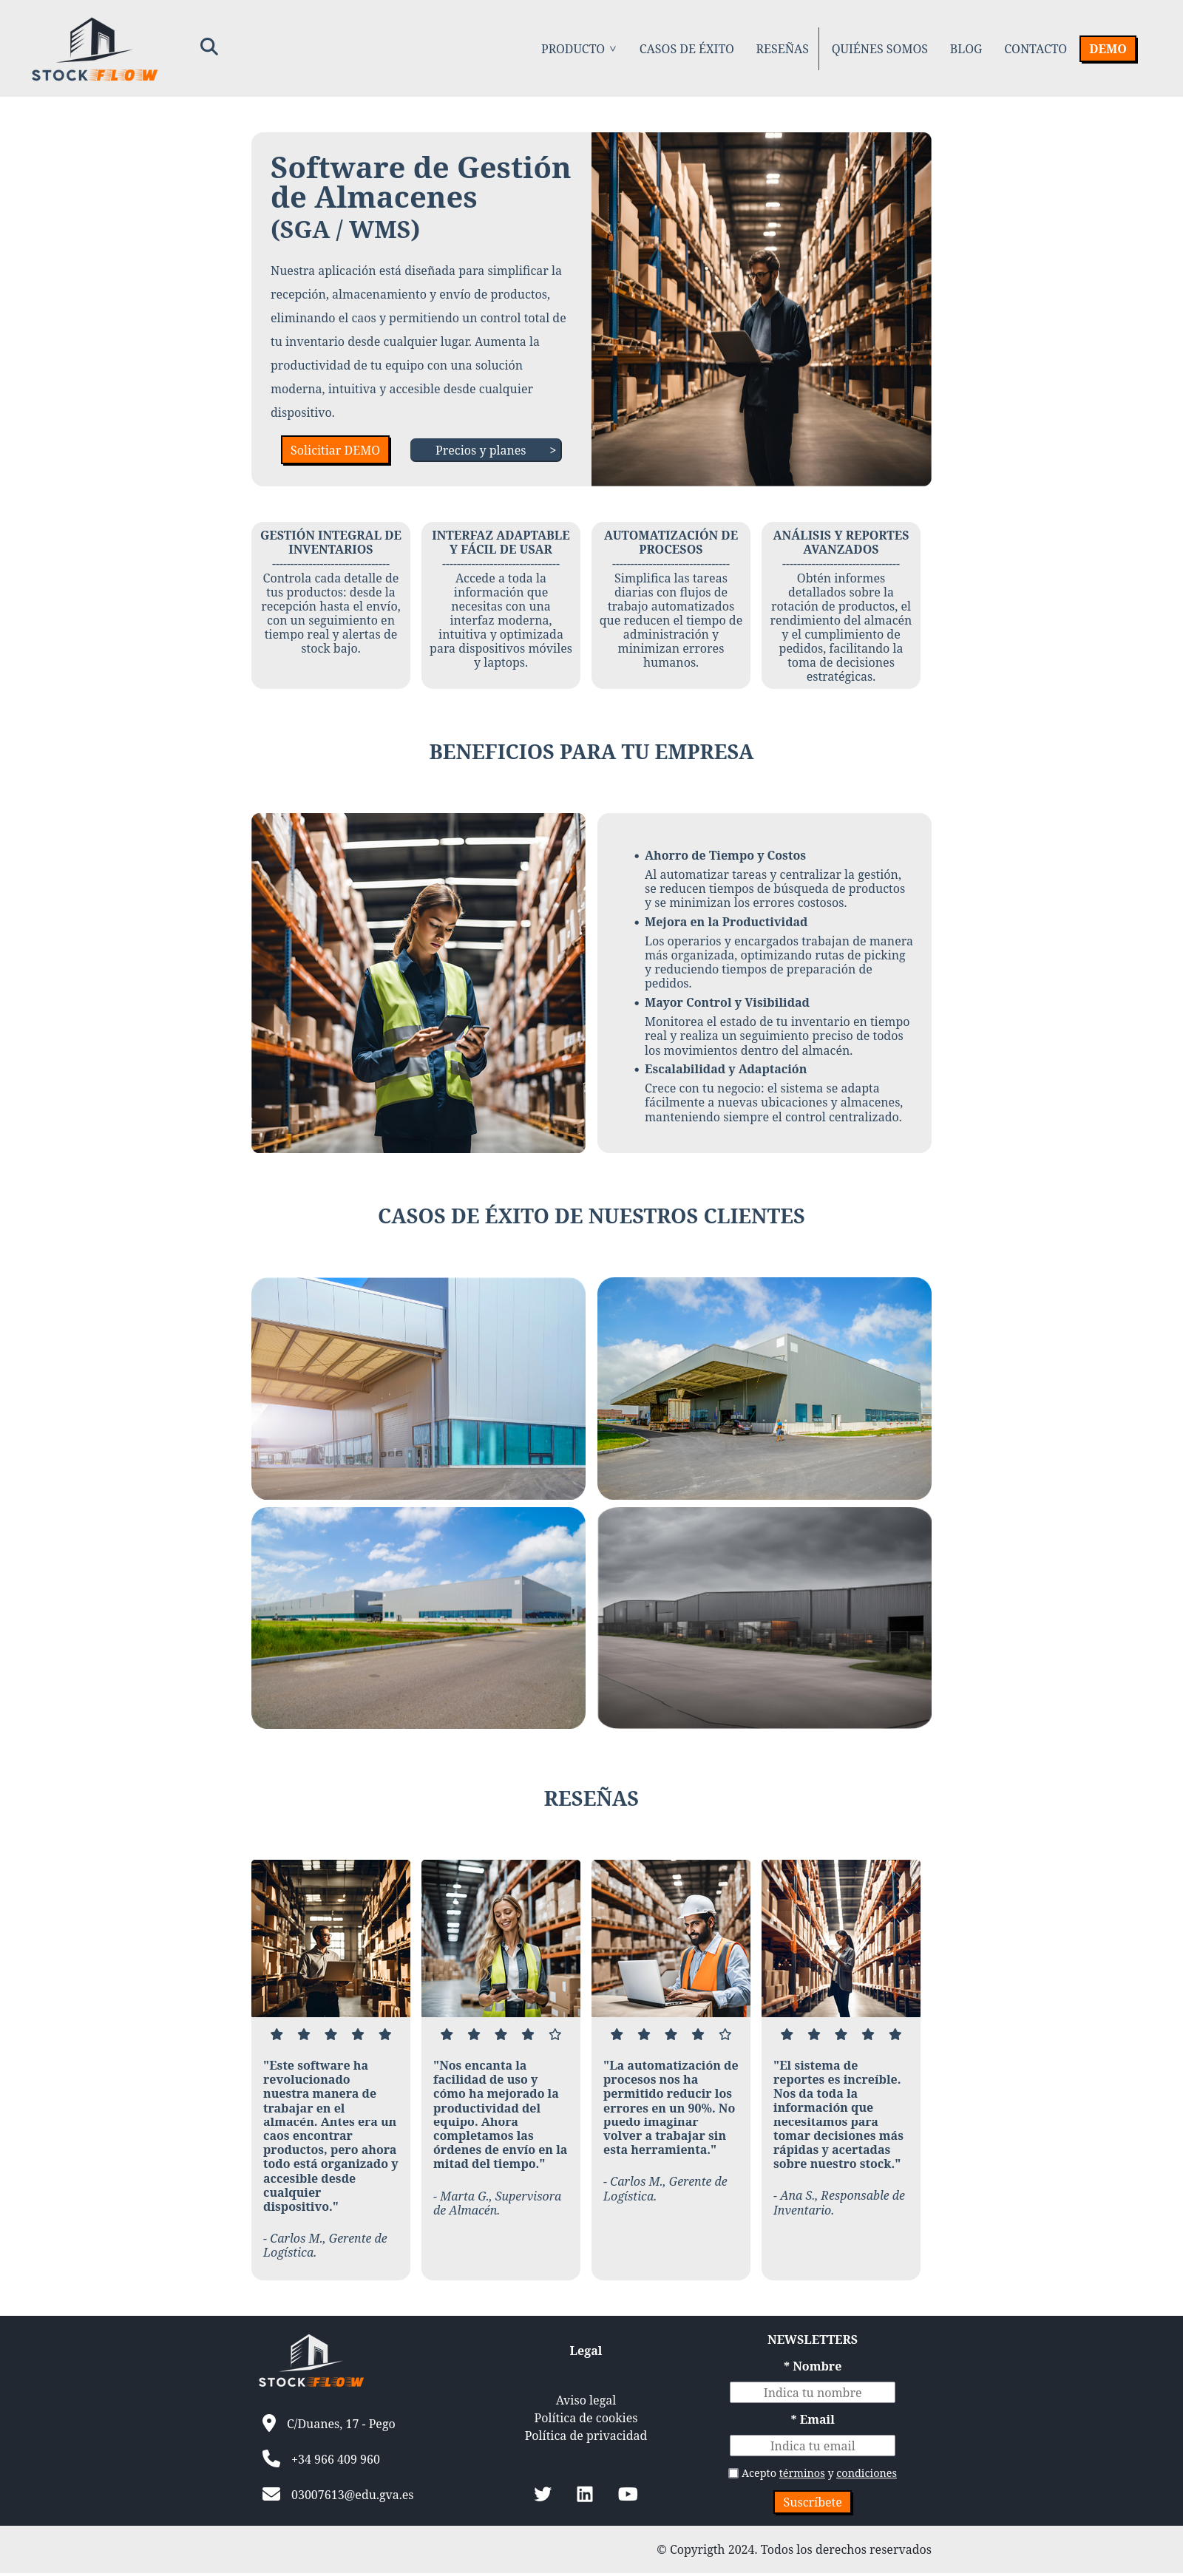 STOCKFLOW
PRODUCTO
CASOS DE ÉXITO
RESEÑAS
QUIÉNES SOMOS
BLOG
CONTACTO
DEMO
Software de Gestión
de Almacenes
(SGA / WMS)
Nuestra aplicación está diseñada para simplificar la
recepción, almacenamiento y envío de productos,
eliminando el caos y permitiendo un control total de
tu inventario desde cualquier lugar. Aumenta la
productividad de tu equipo con una solución
moderna, intuitiva y accesible desde cualquier
dispositivo.
Solicitiar DEMO
Precios y planes >
GESTIÓN INTEGRAL DE
INVENTARIOS
--------------------------------
Controla cada detalle de
tus productos: desde la
recepción hasta el envío,
con un seguimiento en
tiempo real y alertas de
stock bajo.
INTERFAZ ADAPTABLE
Y FÁCIL DE USAR
--------------------------------
Accede a toda la
información que
necesitas con una
interfaz moderna,
intuitiva y optimizada
para dispositivos móviles
y laptops.
AUTOMATIZACIÓN DE
PROCESOS
--------------------------------
Simplifica las tareas
diarias con flujos de
trabajo automatizados
que reducen el tiempo de
administración y
minimizan errores
humanos.
ANÁLISIS Y REPORTES
AVANZADOS
--------------------------------
Obtén informes
detallados sobre la
rotación de productos, el
rendimiento del almacén
y el cumplimiento de
pedidos, facilitando la
toma de decisiones
estratégicas.
BENEFICIOS PARA TU EMPRESA
• Ahorro de Tiempo y Costos
Al automatizar tareas y centralizar la gestión,
se reducen tiempos de búsqueda de productos
y se minimizan los errores costosos.
• Mejora en la Productividad
Los operarios y encargados trabajan de manera
más organizada, optimizando rutas de picking
y reduciendo tiempos de preparación de
pedidos.
• Mayor Control y Visibilidad
Monitorea el estado de tu inventario en tiempo
real y realiza un seguimiento preciso de todos
los movimientos dentro del almacén.
• Escalabilidad y Adaptación
Crece con tu negocio: el sistema se adapta
fácilmente a nuevas ubicaciones y almacenes,
manteniendo siempre el control centralizado.
CASOS DE ÉXITO DE NUESTROS CLIENTES
RESEÑAS
"Este software ha
revolucionado
nuestra manera de
trabajar en el
almacén. Antes era un
caos encontrar
productos, pero ahora
todo está organizado y
accesible desde
cualquier
dispositivo."
- Carlos M., Gerente de
Logística.
"Nos encanta la
facilidad de uso y
cómo ha mejorado la
productividad del
equipo. Ahora
completamos las
órdenes de envío en la
mitad del tiempo."
- Marta G., Supervisora
de Almacén.
"La automatización de
procesos nos ha
permitido reducir los
errores en un 90%. No
puedo imaginar
volver a trabajar sin
esta herramienta."
- Carlos M., Gerente de
Logística.
"El sistema de
reportes es increíble.
Nos da toda la
información que
necesitamos para
tomar decisiones más
rápidas y acertadas
sobre nuestro stock."
- Ana S., Responsable de
Inventario.
STOCKFLOW
C/Duanes, 17 - Pego
+34 966 409 960
03007613@edu.gva.es
Legal
Aviso legal
Política de cookies
Política de privacidad
NEWSLETTERS
* Nombre
Indica tu nombre
* Email
Indica tu email
Acepto términos y condiciones
Suscríbete
© Copyrigth 2024. Todos los derechos reservados